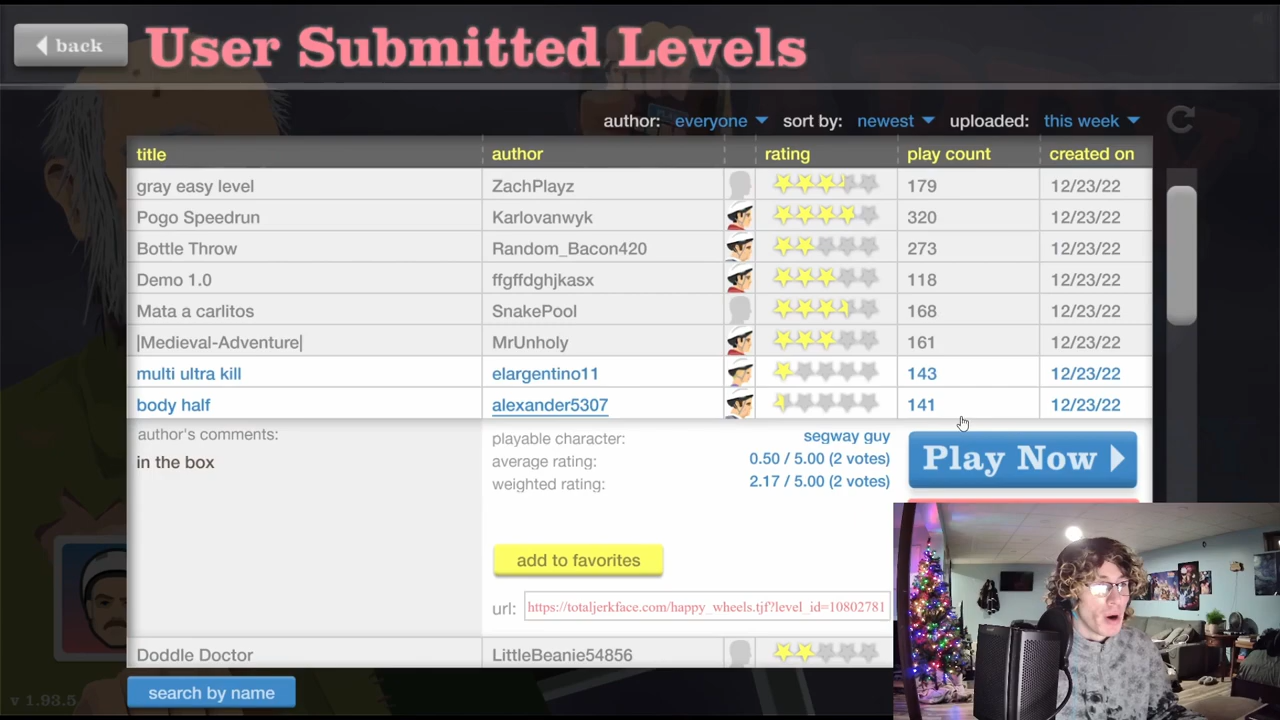 back
User Submitted Levels
author: everyone sort by: newest uploaded: this week
title author rating play count created on
gray easy level ZachPlayz 179 12/23/22
Pogo Speedrun Karlovanwyk 320 12/23/22
Bottle Throw Random_Bacon420 273 12/23/22
Demo 1.0 ffgffdghjkasx 118 12/23/22
Mata a carlitos SnakePool 168 12/23/22
|Medieval-Adventure| MrUnholy 161 12/23/22
multi ultra kill elargentino11 143 12/23/22
body half alexander5307 141 12/23/22
author's comments:
in the box
playable character: segway guy
average rating: 0.50 / 5.00 (2 votes)
weighted rating: 2.17 / 5.00 (2 votes)
Play Now
add to favorites
url: https://totaljerkface.com/happy_wheels.tjf?level_id=10802781
Doddle Doctor LittleBeanie54856
search by name
v 1.93.5